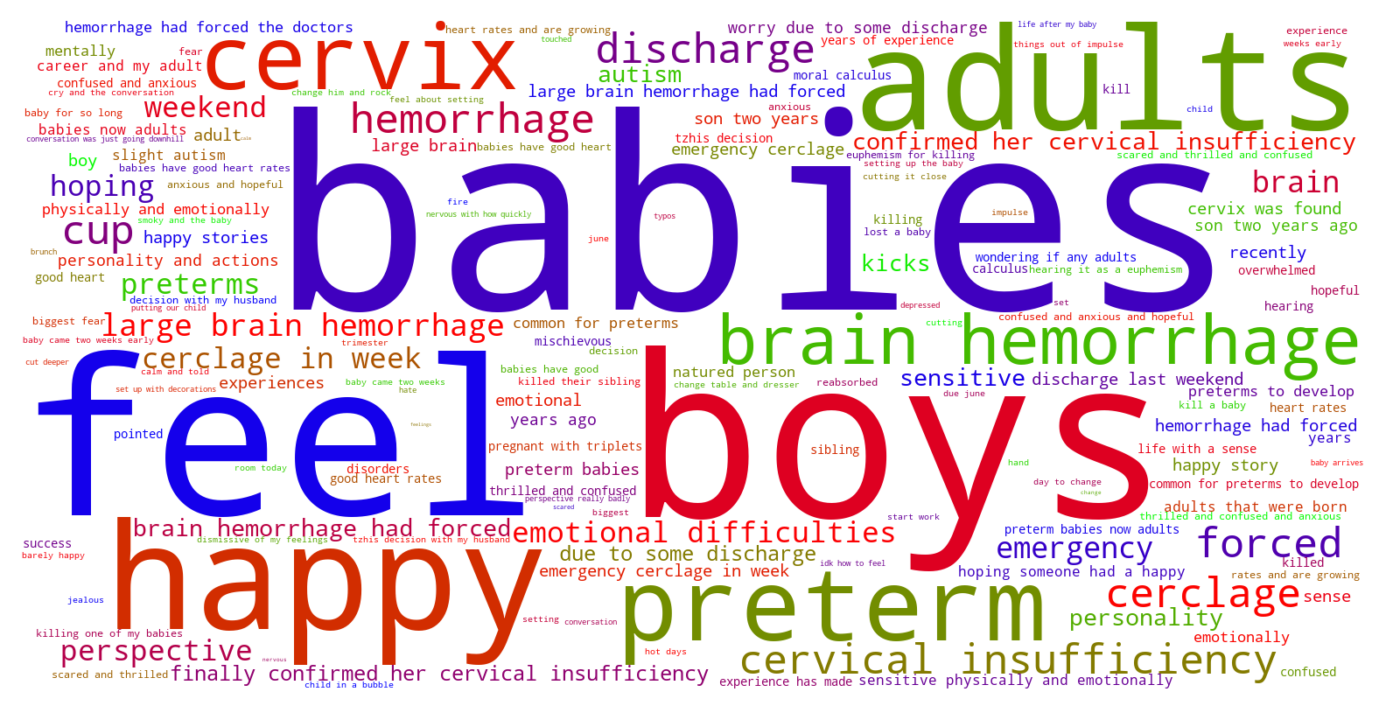 hemorrhage had forced the doctors
heart rates and are growing
worry due to some discharge
life after my baby
experience
mentally
fear
cervix
touched
discharge
years of experience
adults
things out of impulse
weeks early
career and my adult
confused and anxious
autism
moral calculus
cry and the conversation
change him and rock
feel about setting
large brain hemorrhage had forced
kill
baby for so long
weekend
hemorrhage
anxious
son two years
child
babies now adults
adult
conversation was just going downhill
large brain
babies have good heart
tzhis decision
emergency cerclage
confirmed her cervical insufficiency
boy
slight autism
babies have good heart rates
babies
euphemism for killing
setting up the baby
scared and thrilled and confused
hoping
anxious and hopeful
cutting it close
brain
physically and emotionally
smoky and the baby
fire
nervous with how quickly
typos
killing
impulse
cervix was found
cup
happy stories
june
lost a baby
son two years ago
brunch
personality and actions
good heart
kicks
wondering if any adults
calculus
hearing it as a euphemism
recently
overwhelmed
preterms
decision with my husband
putting our child
depressed
set
hopeful
hearing
biggest fear
large brain hemorrhage
common for preterms
confused and anxious and hopeful
cutting
brain hemorrhage
baby came two weeks early
trimester
mischievous
decision
cut deeper
cerclage in week
calm and told
babies have good
natured person
sensitive
discharge last weekend
set up with decorations
experiences
baby came two weeks
hate
killed their sibling
change table and dresser
reabsorbed
due june
preterms to develop
feel
emotional
boys
kill a baby
heart rates
years ago
feelings
hemorrhage had forced
pointed
years
pregnant with triplets
sibling
life with a sense
room today
disorders
good heart rates
preterm babies
hand
happy story
baby arrives
thrilled and confused
perspective really badly
scared
day to change
change
common for preterms to develop
biggest
start work
adults that were born
thrilled and confused and anxious
brain hemorrhage had forced
emotional difficulties
preterm babies now adults
success
barely happy
dismissive of my feelings
tzhis decision with my husband
happy
due to some discharge
idk how to feel
emergency
forced
killed
emergency cerclage in week
hoping someone had a happy
rates and are growing
jealous
preterm
cerclage
sense
setting
conversation
personality
killing one of my babies
emotionally
perspective
nervous
hot days
cervical insufficiency
scared and thrilled
finally confirmed her cervical insufficiency
confused
child in a bubble
experience has made
sensitive physically and emotionally